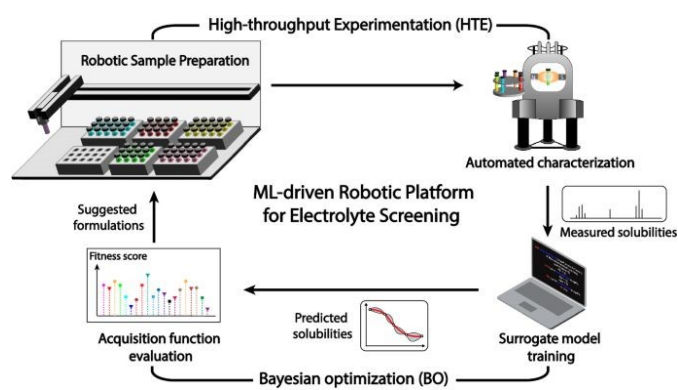 High-throughput Experimentation (HTE)
Robotic Sample Preparation
Automated characterization
ML-driven Robotic Platform
for Electrolyte Screening
Suggested
formulations
Measured solubilities
Fitness score
Predicted
solubilities
Acquisition function
evaluation
Surrogate model
training
Bayesian optimization (BO)